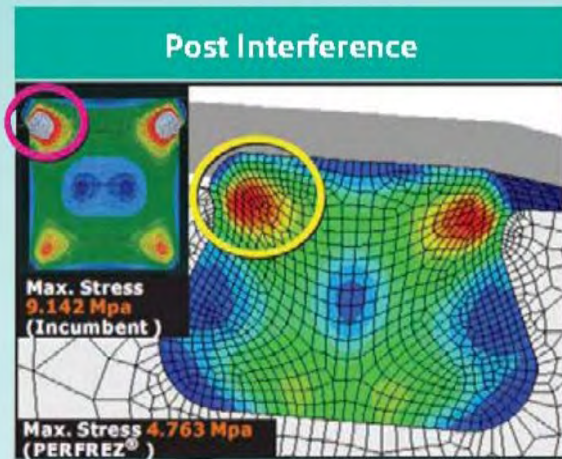 Post Interference
Max. Stress
9.142 Mpa
(Incumbent )
Max. Stress 4.763 Mpa
(PERFREZ® )